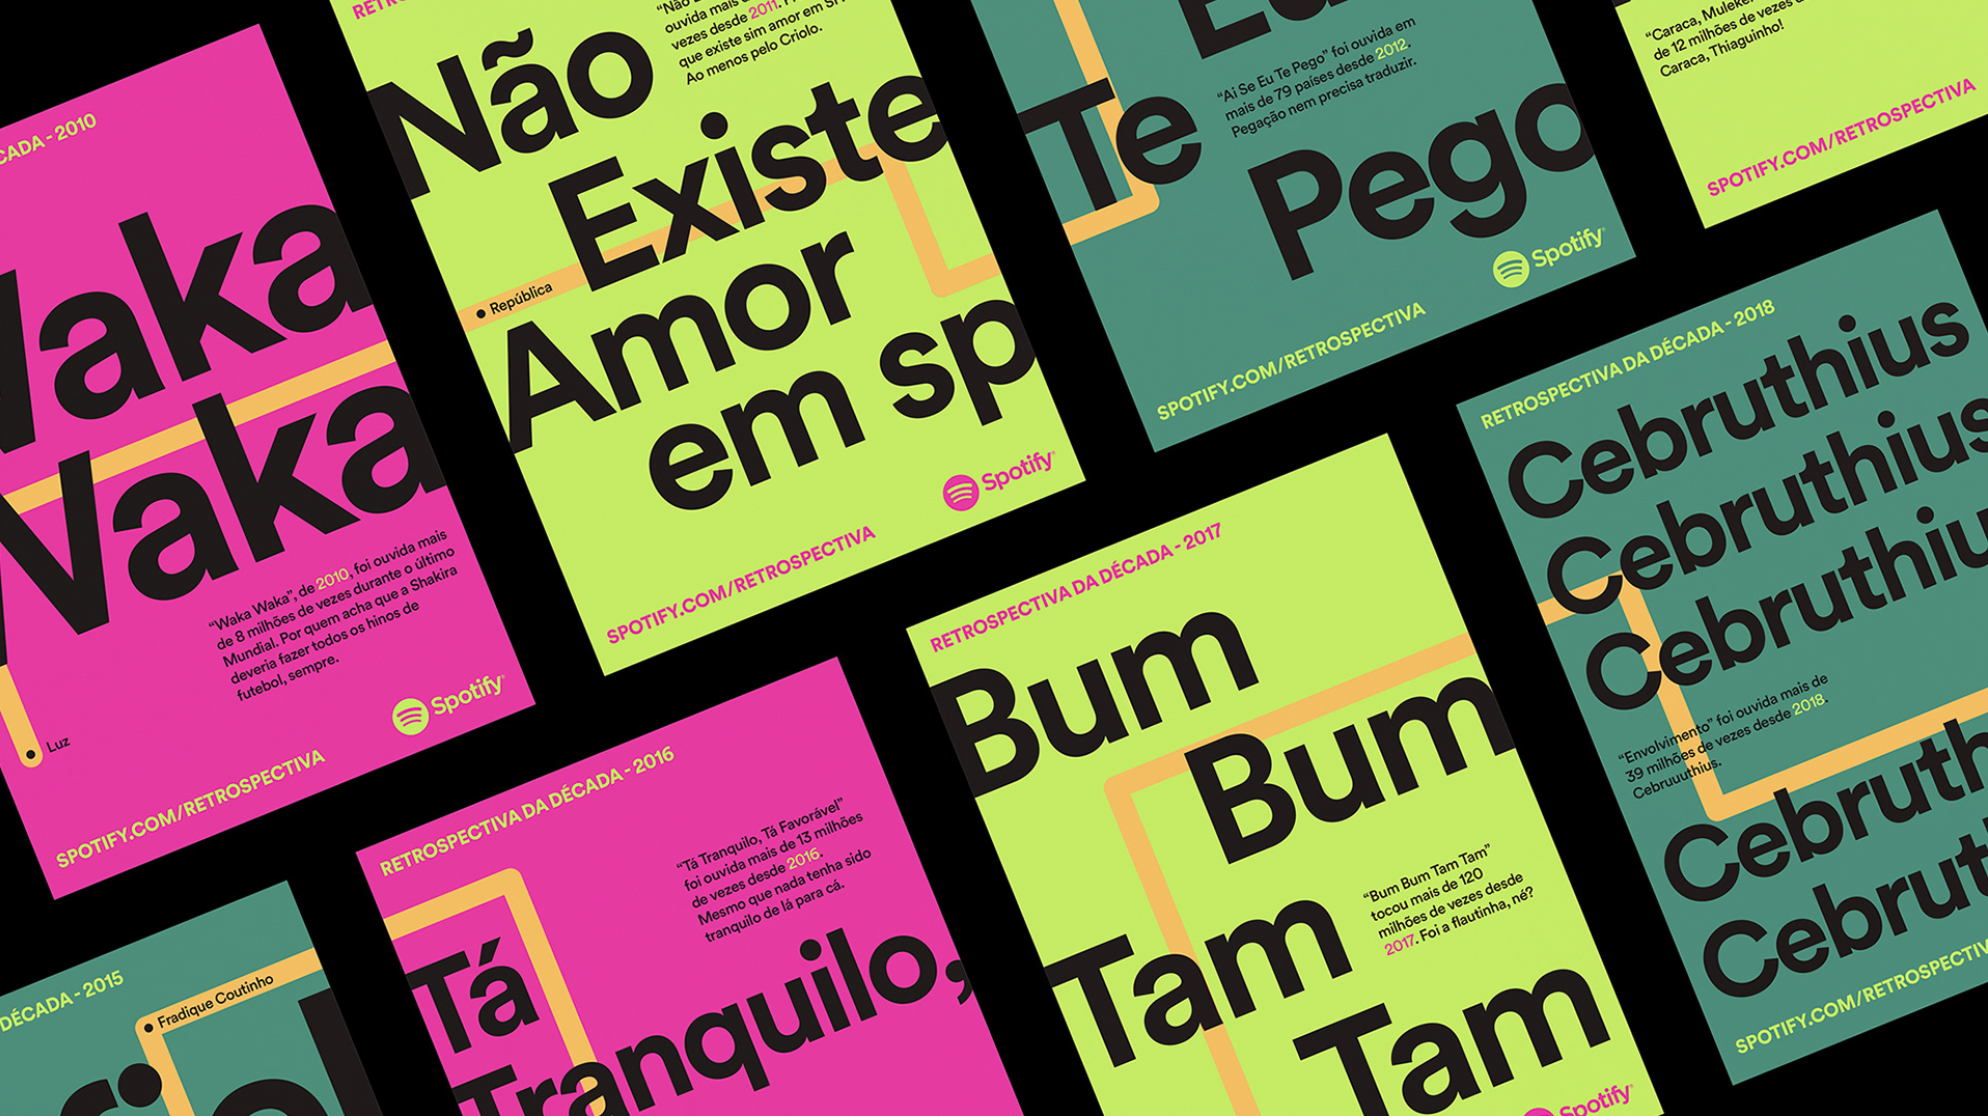 CADA - 2010
Waka
Waka
“Waka Waka”, de 2010, foi ouvida mais
de 8 milhões de vezes durante o último
Mundial. Por quem acha que a Shakira
deveria fazer todos os hinos de
futebol, sempre.
Luz
Spotify
SPOTIFY.COM/RETROSPECTIVA
ouvida mais
vezes desde 2011.
que existe sim amor em SP
Ao menos pelo Criolo.
Não
Existe
República
Amor
em sp
Spotify
SPOTIFY.COM/RETROSPECTIVA
Eu
“Ai Se Eu Te Pego” foi ouvida em
mais de 79 países desde 2012.
Pegação nem precisa traduzir.
Te
Pego
Spotify
SPOTIFY.COM/RETROSPECTIVA
“Caraca, Muleke
de 12 milhões de vezes
Caraca, Thiaguinho!
SPOTIFY.COM/RETROSPECTIVA
DÉCADA - 2015
Fradique Coutinho
RETROSPECTIVA DA DÉCADA - 2016
“Tá Tranquilo, Tá Favorável”
foi ouvida mais de 13 milhões
de vezes desde 2016.
Mesmo que nada tenha sido
tranquilo de lá para cá.
Tá
Tranquilo,
RETROSPECTIVA DA DÉCADA - 2017
Bum
Bum
“Bum Bum Tam Tam”
tocou mais de 120
milhões de vezes desde
2017. Foi a flautinha, né?
Tam
Tam
Spotify
RETROSPECTIVA DA DÉCADA - 2018
Cebruthius
Cebruthius
Cebruthiu
“Envolvimento” foi ouvida mais de
39 milhões de vezes desde 2018.
Cebruuuthius.
Cebruth
Cebrut
SPOTIFY.COM/RETROSPECTIV